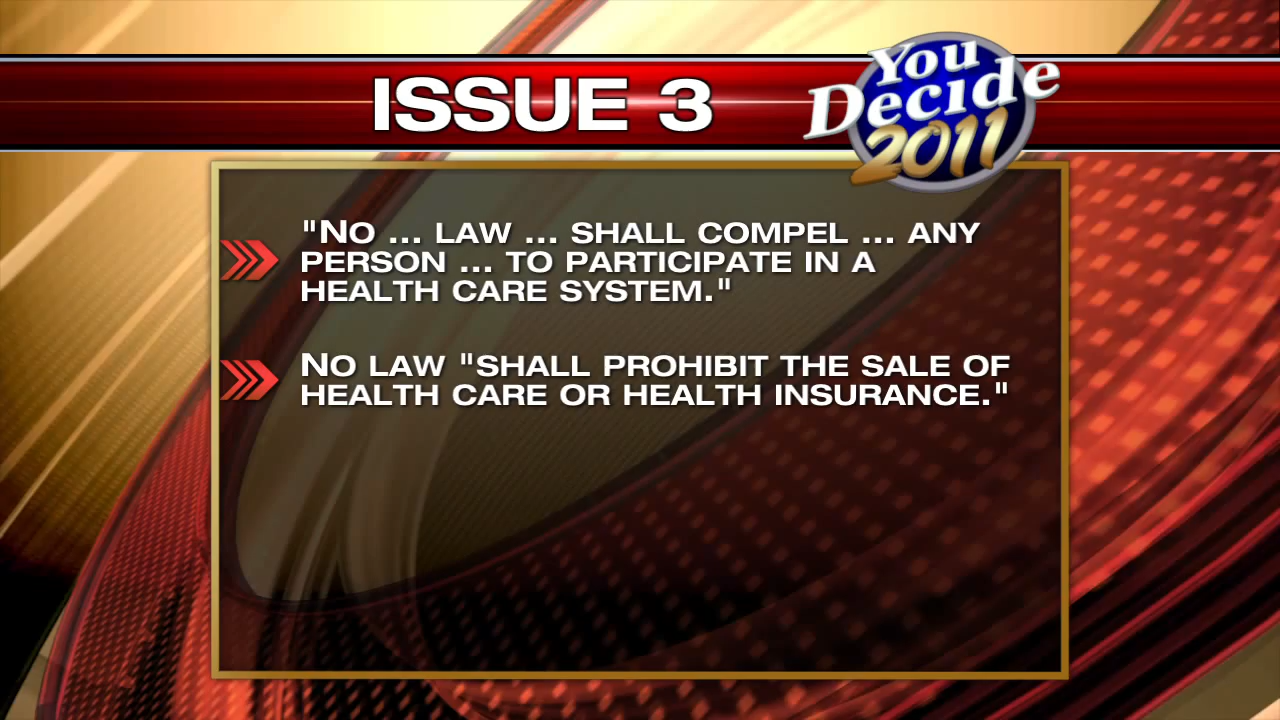 ISSUE 3
You
Decide
2011
"NO ... LAW ... SHALL COMPEL ... ANY
PERSON ... TO PARTICIPATE IN A
HEALTH CARE SYSTEM."
NO LAW "SHALL PROHIBIT THE SALE OF
HEALTH CARE OR HEALTH INSURANCE."